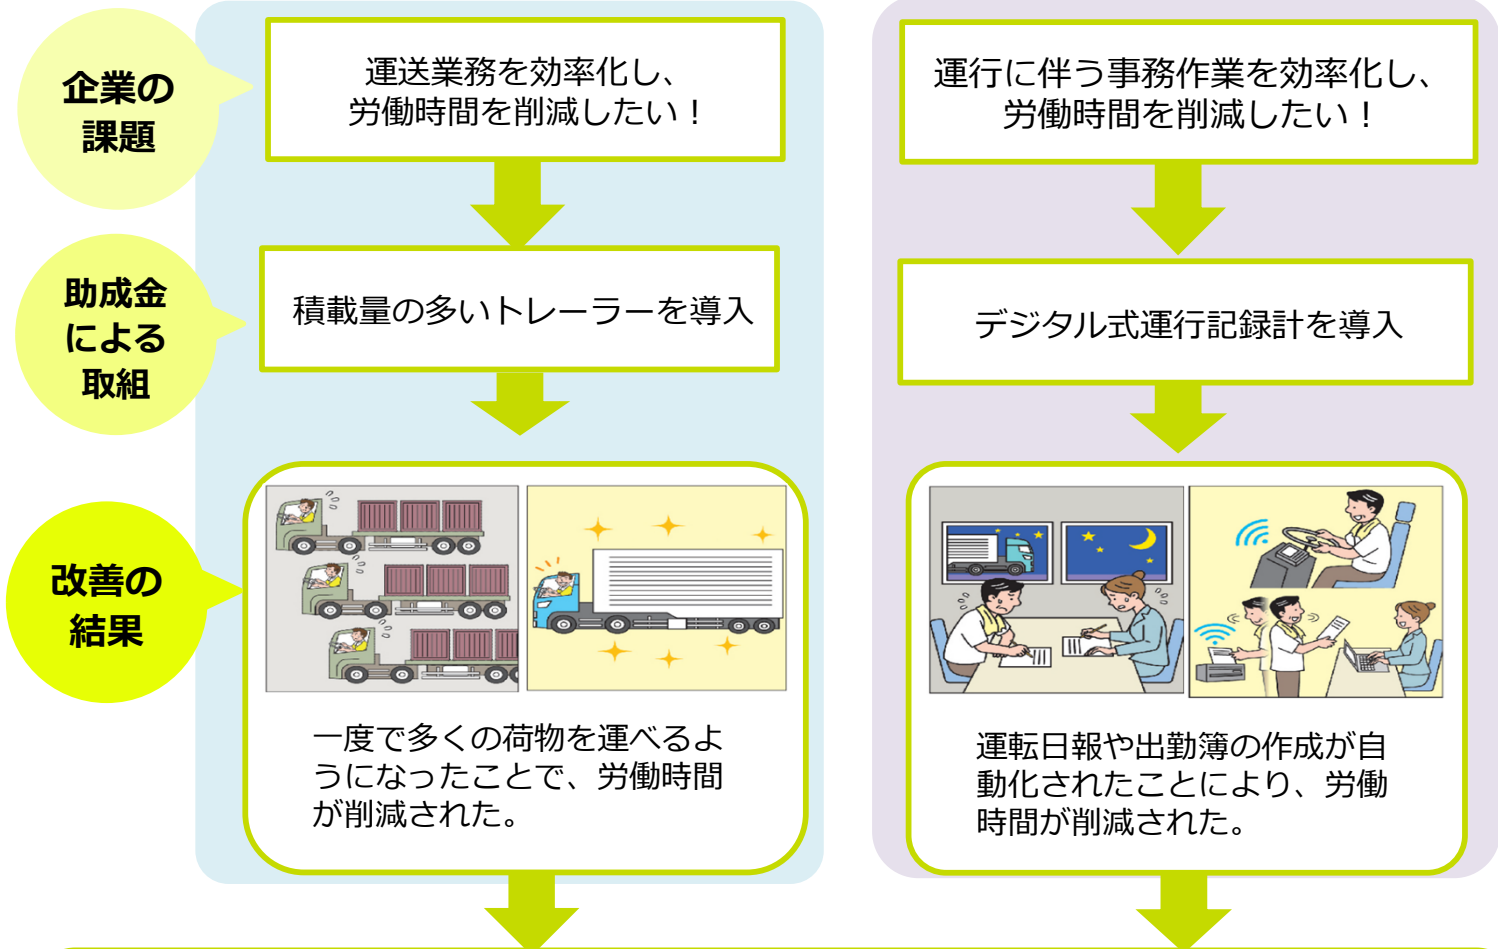 企業の
課題
運送業務を効率化し、
労働時間を削減したい！
運行に伴う事務作業を効率化し、
労働時間を削減したい！
助成金
による
取組
積載量の多いトレーラーを導入
デジタル式運行記録計を導入
改善の
結果
一度で多くの荷物を運べるよ
うになったことで、労働時間
が削減された。
運転日報や出勤簿の作成が自
動化されたことにより、労働
時間が削減された。